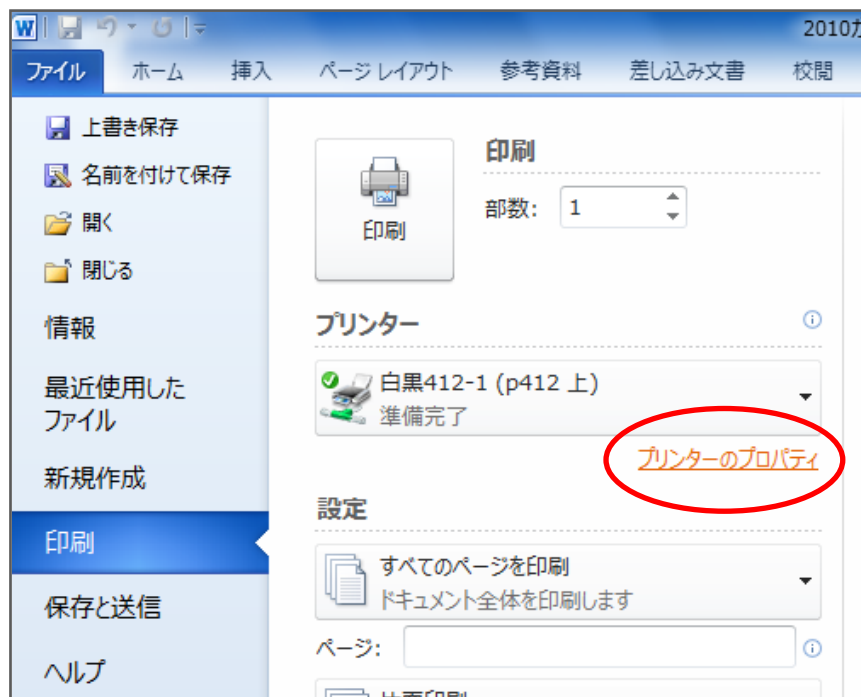 W
2010カ
ファイル ホーム 挿入 ページ レイアウト 参考資料 差し込み文書 校閲
上書き保存
名前を付けて保存
開く
閉じる
情報
最近使用した
ファイル
新規作成
印刷
保存と送信
ヘルプ
印刷
印刷
部数: 1
プリンター
白黒412-1 (p412 上)
準備完了
プリンターのプロパティ
設定
すべてのページを印刷
ドキュメント全体を印刷します
ページ: